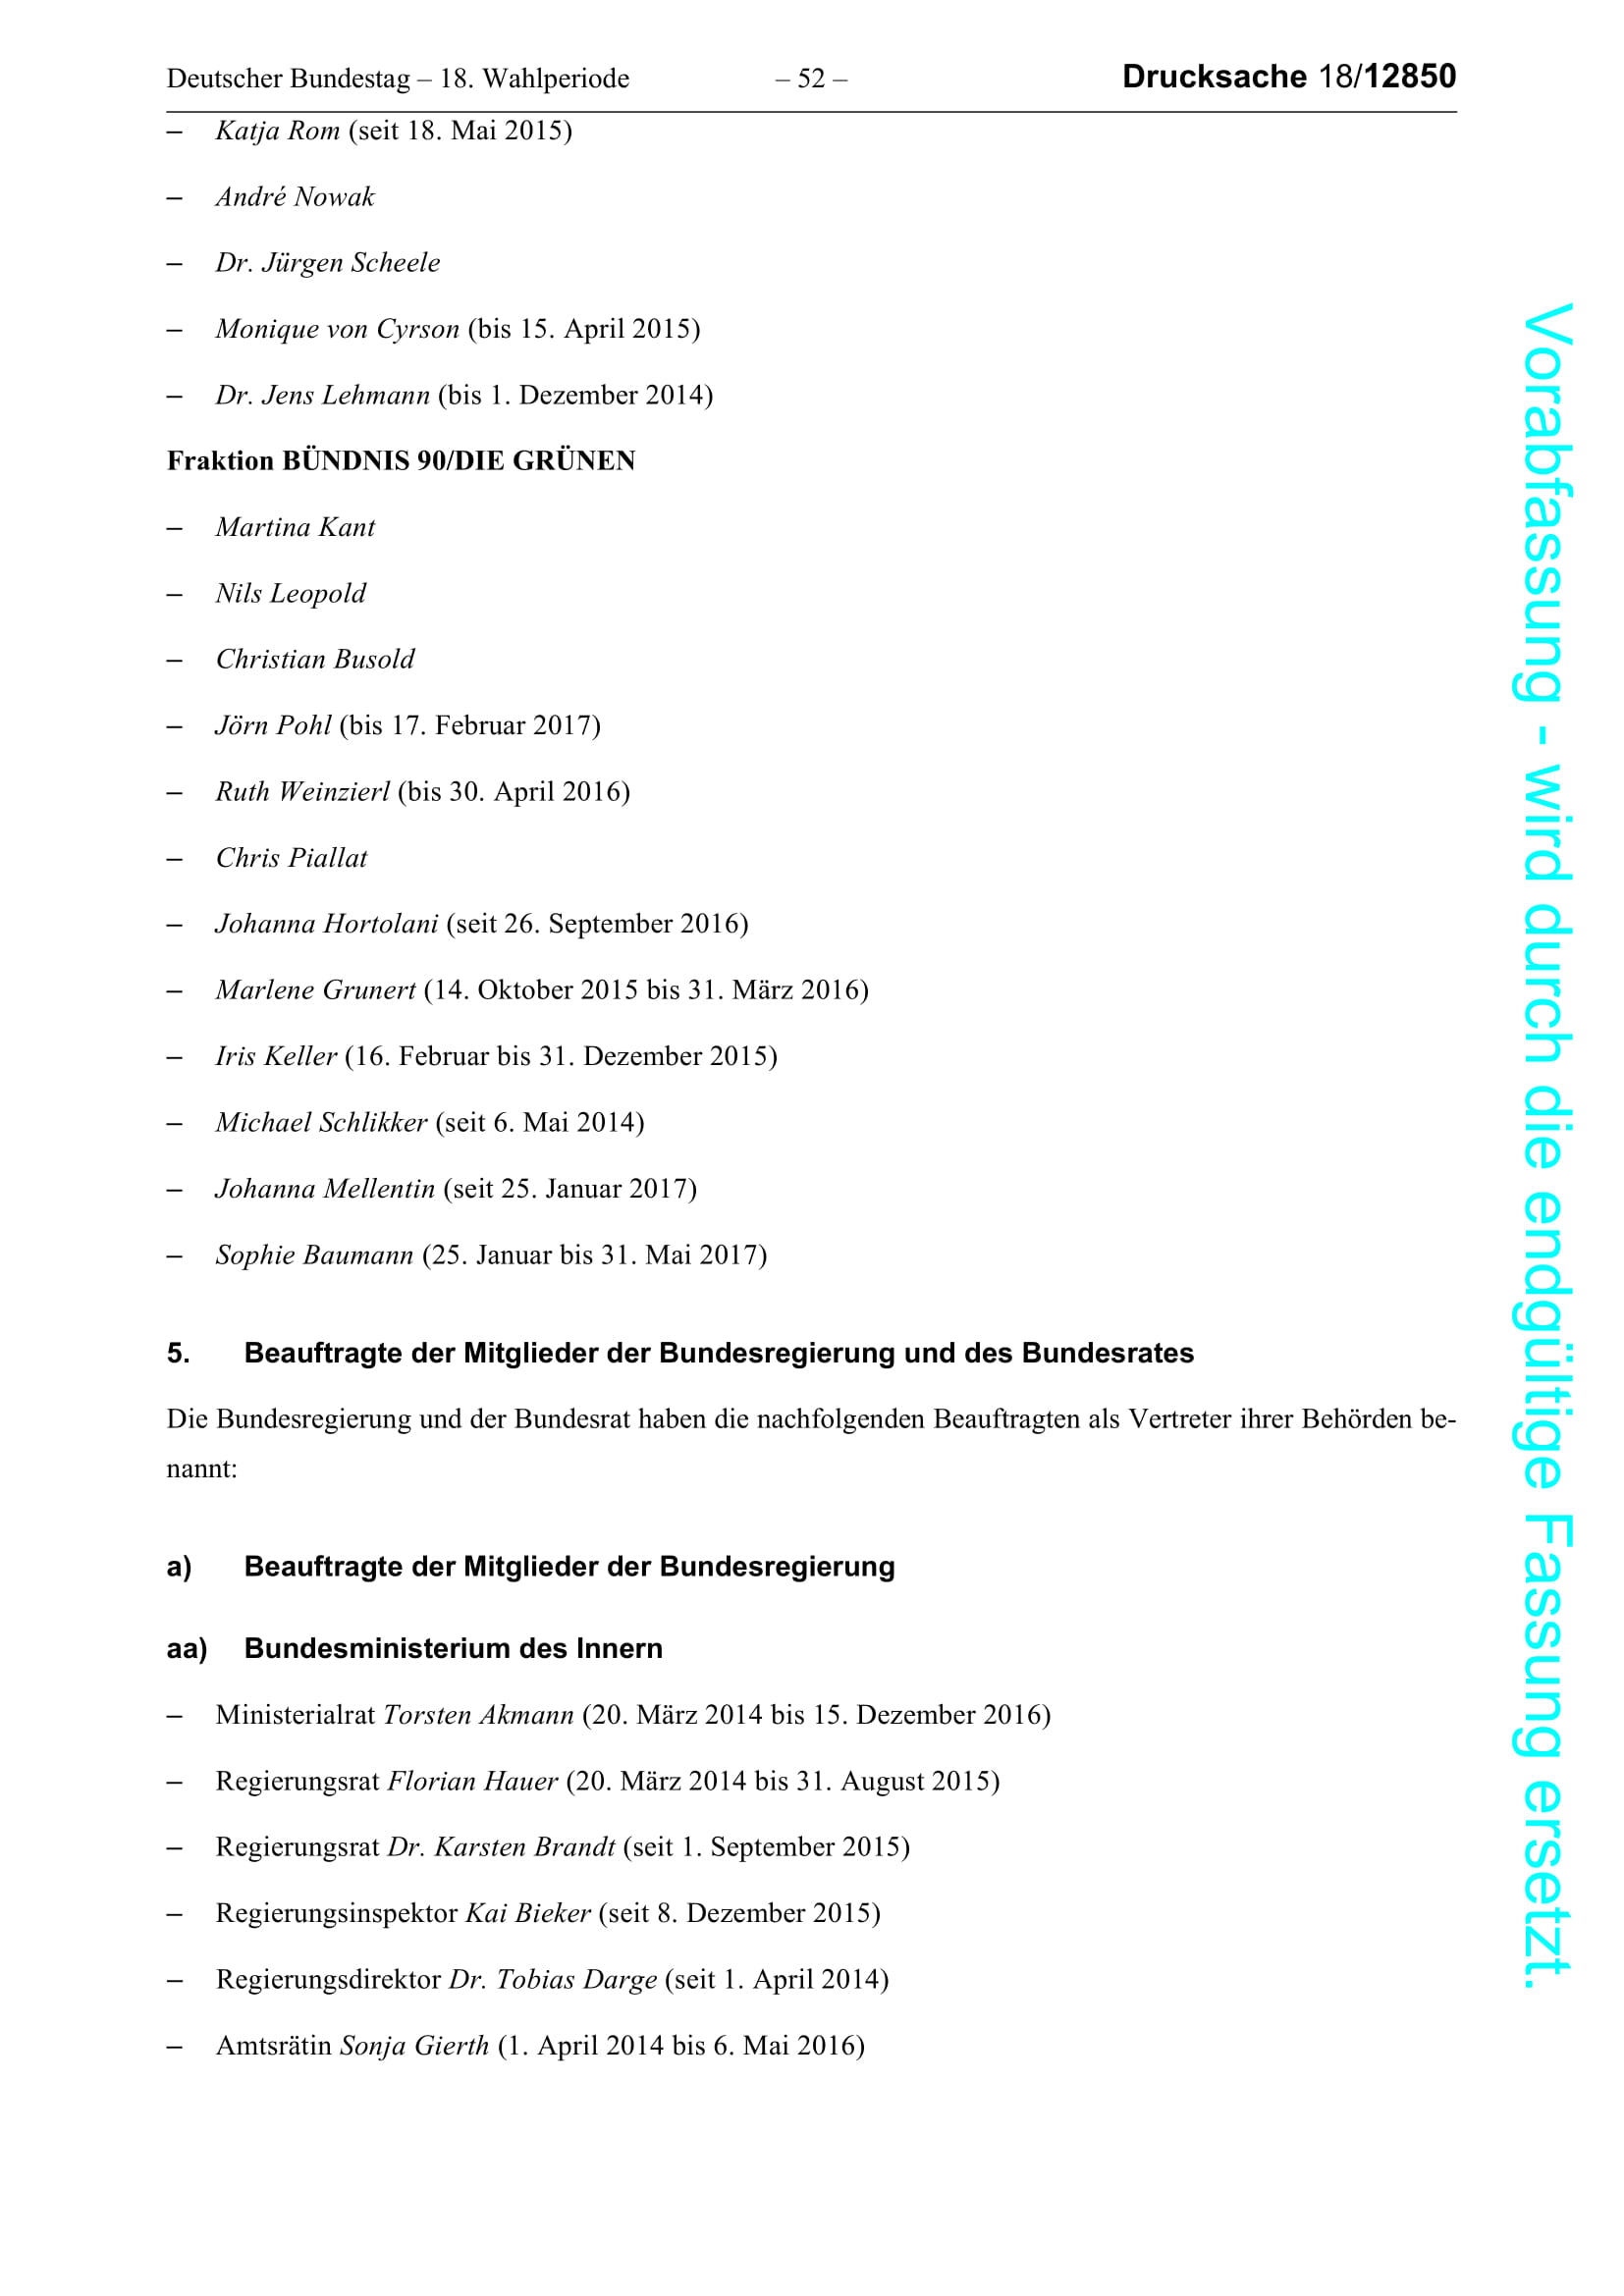 Deutscher Bundestag – 18. Wahlperiode – 52 – Drucksache 18/12850
– Katja Rom (seit 18. Mai 2015)
– André Nowak
– Dr. Jürgen Scheele
– Monique von Cyrson (bis 15. April 2015)
– Dr. Jens Lehmann (bis 1. Dezember 2014)
Fraktion BÜNDNIS 90/DIE GRÜNEN
– Martina Kant
– Nils Leopold
– Christian Busold
– Jörn Pohl (bis 17. Februar 2017)
– Ruth Weinzierl (bis 30. April 2016)
– Chris Piallat
– Johanna Hortolani (seit 26. September 2016)
– Marlene Grunert (14. Oktober 2015 bis 31. März 2016)
– Iris Keller (16. Februar bis 31. Dezember 2015)
– Michael Schlikker (seit 6. Mai 2014)
– Johanna Mellentin (seit 25. Januar 2017)
– Sophie Baumann (25. Januar bis 31. Mai 2017)
5. Beauftragte der Mitglieder der Bundesregierung und des Bundesrates
Die Bundesregierung und der Bundesrat haben die nachfolgenden Beauftragten als Vertreter ihrer Behörden be-
nannt:
a) Beauftragte der Mitglieder der Bundesregierung
aa) Bundesministerium des Innern
– Ministerialrat Torsten Akmann (20. März 2014 bis 15. Dezember 2016)
– Regierungsrat Florian Hauer (20. März 2014 bis 31. August 2015)
– Regierungsrat Dr. Karsten Brandt (seit 1. September 2015)
– Regierungsinspektor Kai Bieker (seit 8. Dezember 2015)
– Regierungsdirektor Dr. Tobias Darge (seit 1. April 2014)
– Amtsrätin Sonja Gierth (1. April 2014 bis 6. Mai 2016)
Vorabfassung - wird durch die endgültige Fassung ersetzt.